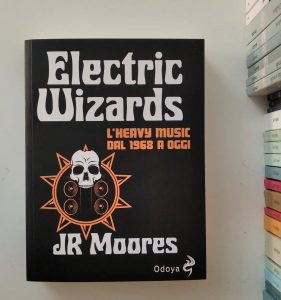 Electric
Wizards
L'HEAVY MUSIC
DAL 1968 A OGGI
JR Moores
Odoya